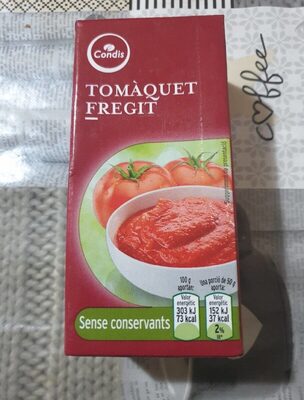 Condis
TOMÀQUET
FREGIT
coffee
100 g
aporten:
Una porció de 50 g
aporta:
Valor
energètic
303 kJ
73 kcal
Valor
energètic
152 kJ
37 kcal
2%
Sense conservants